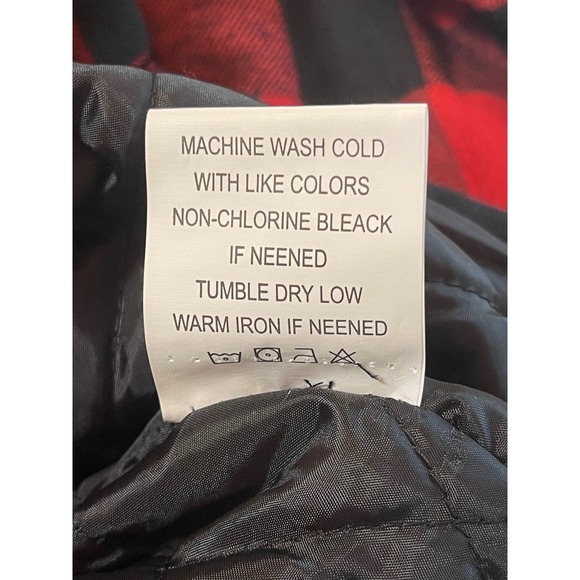 MACHINE WASH COLD
WITH LIKE COLORS
NON-CHLORINE BLEACK
IF NEENED
TUMBLE DRY LOW
WARM IRON IF NEENED